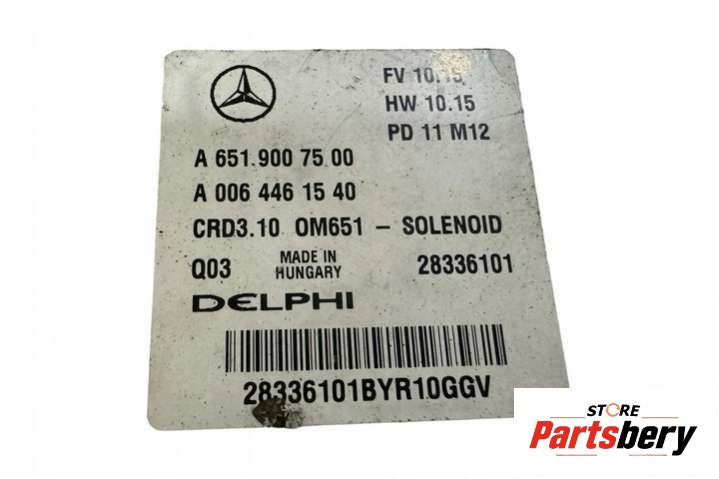 FV 10.15
HW 10.15
PD 11 M12
A 651 900 75 00
A 006 446 15 40
CRD3.10 OM651 – SOLENOID
Q03 MADE IN HUNGARY 28336101
DELPHI
28336101BYR10GGV
STORE
Partsbery